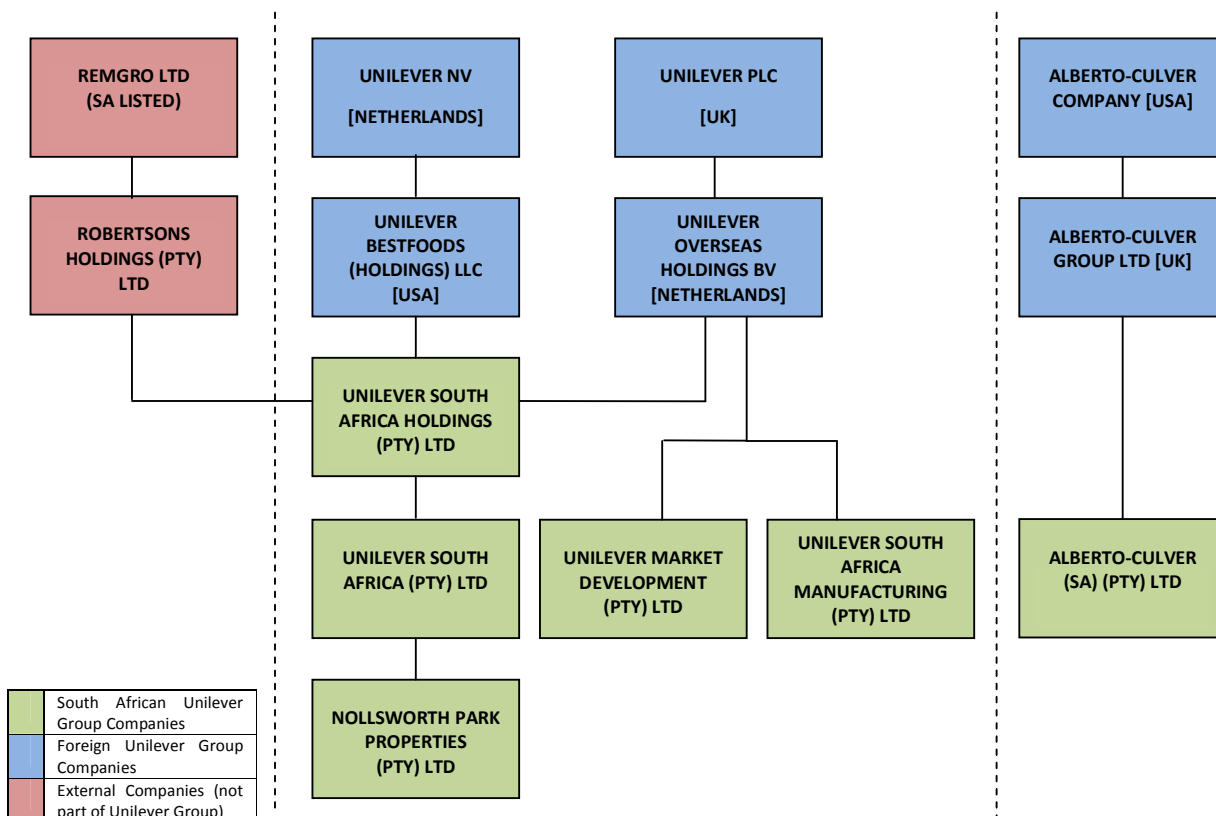 REMGRO LTD
(SA LISTED)
UNILEVER NV
[NETHERLANDS]
UNILEVER PLC
[UK]
ALBERTO-CULVER
COMPANY [USA]
ROBERTSONS
HOLDINGS (PTY)
LTD
UNILEVER
BESTFOODS
(HOLDINGS) LLC
[USA]
UNILEVER
OVERSEAS
HOLDINGS BV
[NETHERLANDS]
ALBERTO-CULVER
GROUP LTD [UK]
UNILEVER SOUTH
AFRICA HOLDINGS
(PTY) LTD
UNILEVER SOUTH
AFRICA (PTY) LTD
UNILEVER MARKET
DEVELOPMENT
(PTY) LTD
UNILEVER SOUTH
AFRICA
MANUFACTURING
(PTY) LTD
ALBERTO-CULVER
(SA) (PTY) LTD
NOLLSWORTH PARK
PROPERTIES
(PTY) LTD
South African Unilever
Group Companies
Foreign Unilever Group
Companies
External Companies (not
part of Unilever Group)